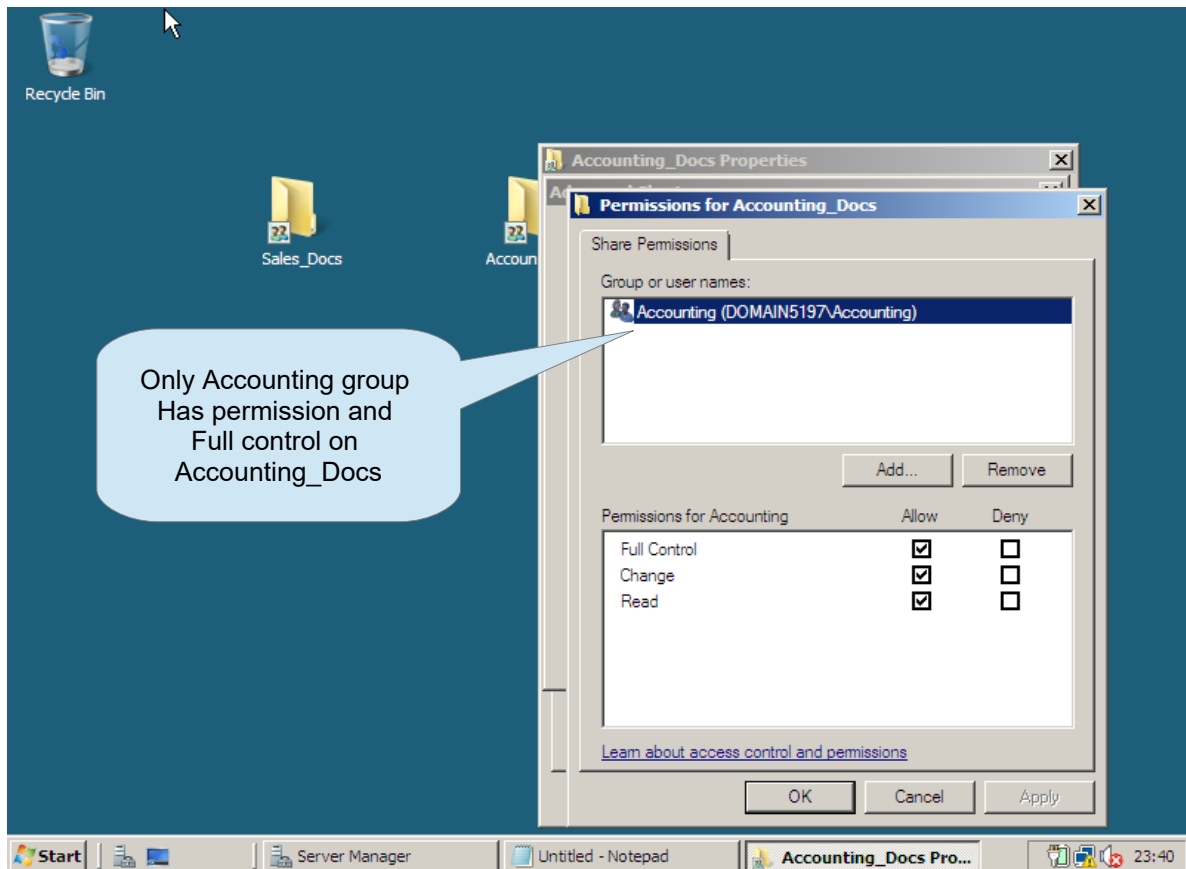 Recycle Bin
Sales_Docs
Accoun
Accounting_Docs Properties
Permissions for Accounting_Docs
Share Permissions
Group or user names:
Accounting (DOMAIN5197\Accounting)
Only Accounting group
Has permission and
Full control on
Accounting_Docs
Add...
Remove
Permissions for Accounting
Allow
Deny
Full Control
Change
Read
Learn about access control and permissions
OK
Cancel
Apply
Start
Server Manager
Untitled - Notepad
Accounting_Docs Pro...
23:40